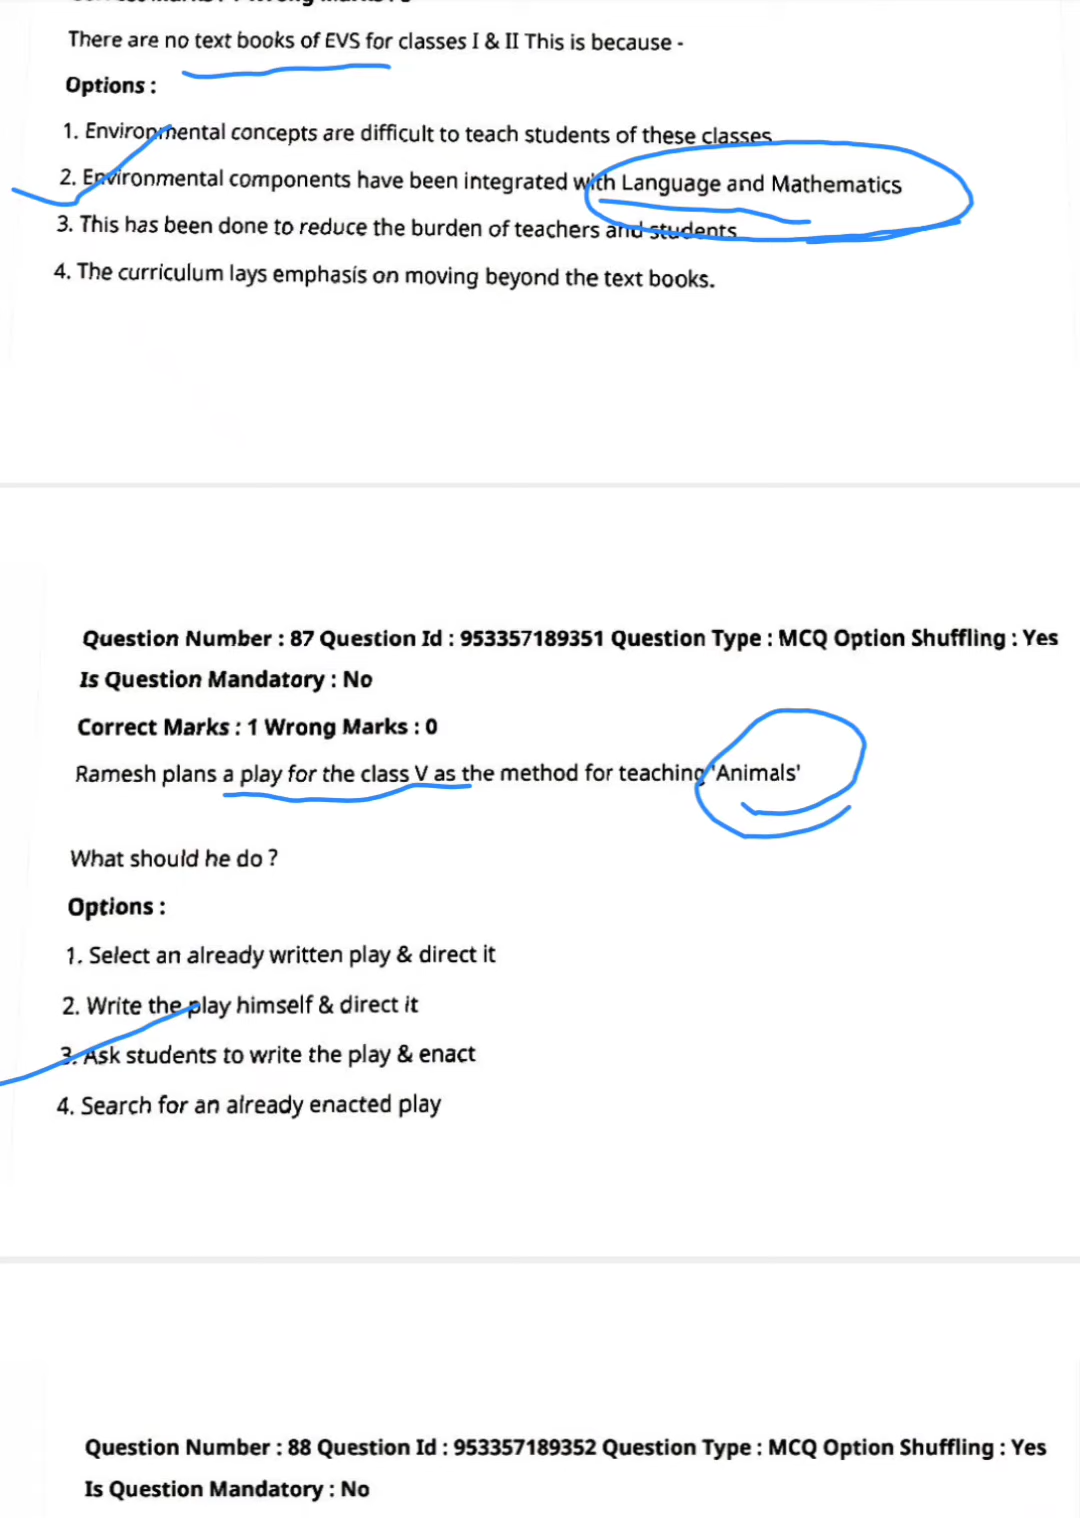 There are no text books of EVS for classes I & II This is because -
Options :
1. Environmental concepts are difficult to teach students of these classes
2. Environmental components have been integrated with Language and Mathematics
3. This has been done to reduce the burden of teachers and students
4. The curriculum lays emphasis on moving beyond the text books.
Question Number : 87 Question Id : 953357189351 Question Type : MCQ Option Shuffling : Yes
Is Question Mandatory : No
Correct Marks : 1 Wrong Marks : 0
Ramesh plans a play for the class V as the method for teaching 'Animals'
What should he do ?
Options :
1. Select an already written play & direct it
2. Write the play himself & direct it
3. Ask students to write the play & enact
4. Search for an already enacted play
Question Number : 88 Question Id : 953357189352 Question Type : MCQ Option Shuffling : Yes
Is Question Mandatory : No